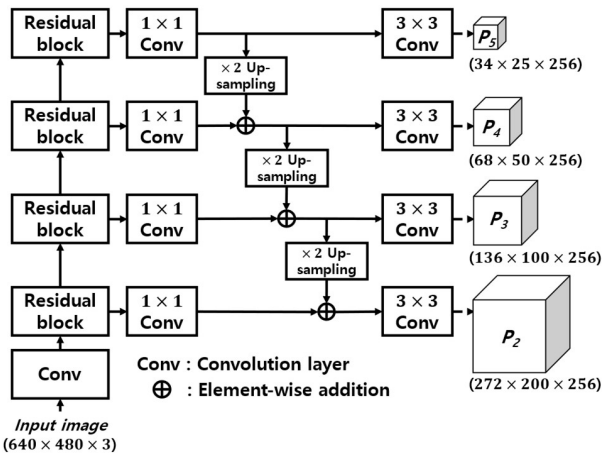 Residual
block
1 × 1
Conv
3 × 3
Conv
P5
(34 × 25 × 256)
× 2 Up-
sampling
Residual
block
1 × 1
Conv
3 × 3
Conv
P4
(68 × 50 × 256)
× 2 Up-
sampling
Residual
block
1 × 1
Conv
3 × 3
Conv
P3
(136 × 100 × 256)
× 2 Up-
sampling
Residual
block
1 × 1
Conv
3 × 3
Conv
P2
(272 × 200 × 256)
Conv
Conv : Convolution layer
⊕ : Element-wise addition
Input image
(640 × 480 × 3)